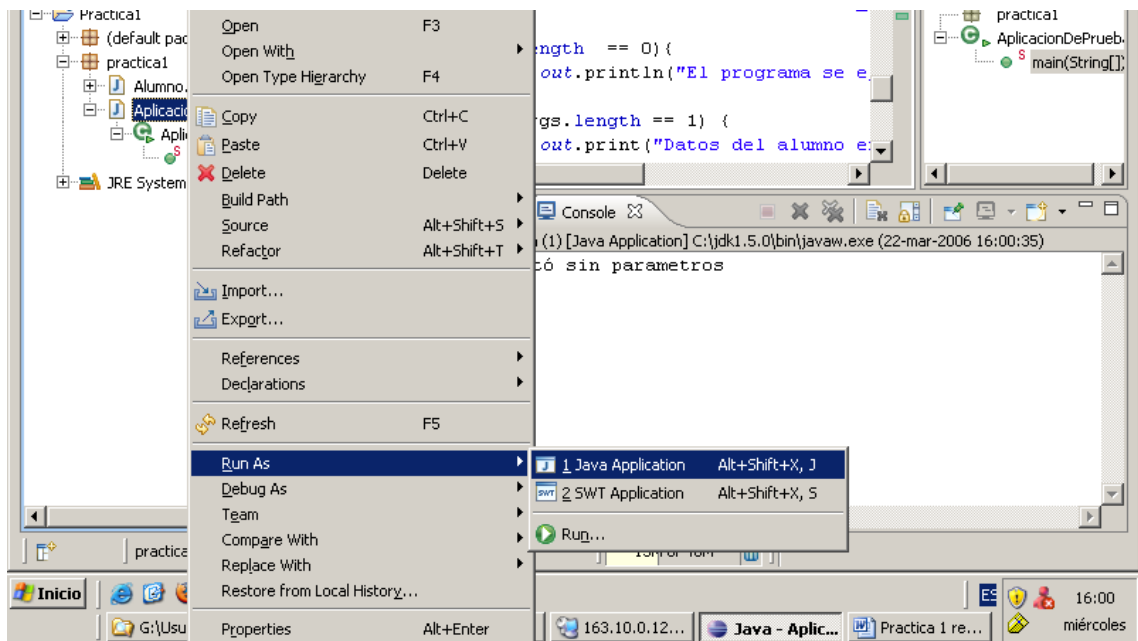 Practica1
(default pac
practica1
Alumno.
Aplicació
Apli
S
JRE System
Open F3
Open With
Open Type Hierarchy F4
Copy Ctrl+C
Paste Ctrl+V
Delete Delete
Build Path
Source Alt+Shift+S
Refactor Alt+Shift+T
Import...
Export...
References
Declarations
Refresh F5
Run As
Debug As
Team
Compare With
Replace With
Restore from Local History...
Properties Alt+Enter
1 Java Application Alt+Shift+X, J
2 SWT Application Alt+Shift+X, S
Run...
ngth == 0){
out.println("El programa se e
gs.length == 1) {
out.print("Datos del alumno e
practica1
AplicacionDePrueb
S main(String[]
Console
(1) [Java Application] C:\jdk1.5.0\bin\javaw.exe (22-mar-2006 16:00:35)
tó sin parametros
practica
Inicio
ES
16:00
G:\Usu
163.10.0.12...
Java - Aplic...
Practica 1 re...
miércoles